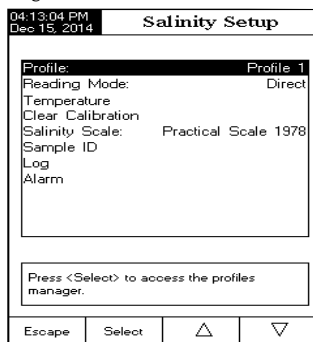 04:13:04 PM
Dec 15, 2014
Salinity Setup
Profile: Profile 1
Reading Mode: Direct
Temperature
Clear Calibration
Salinity Scale: Practical Scale 1978
Sample ID
Log
Alarm
Press <Select> to access the profiles
manager.
Escape Select